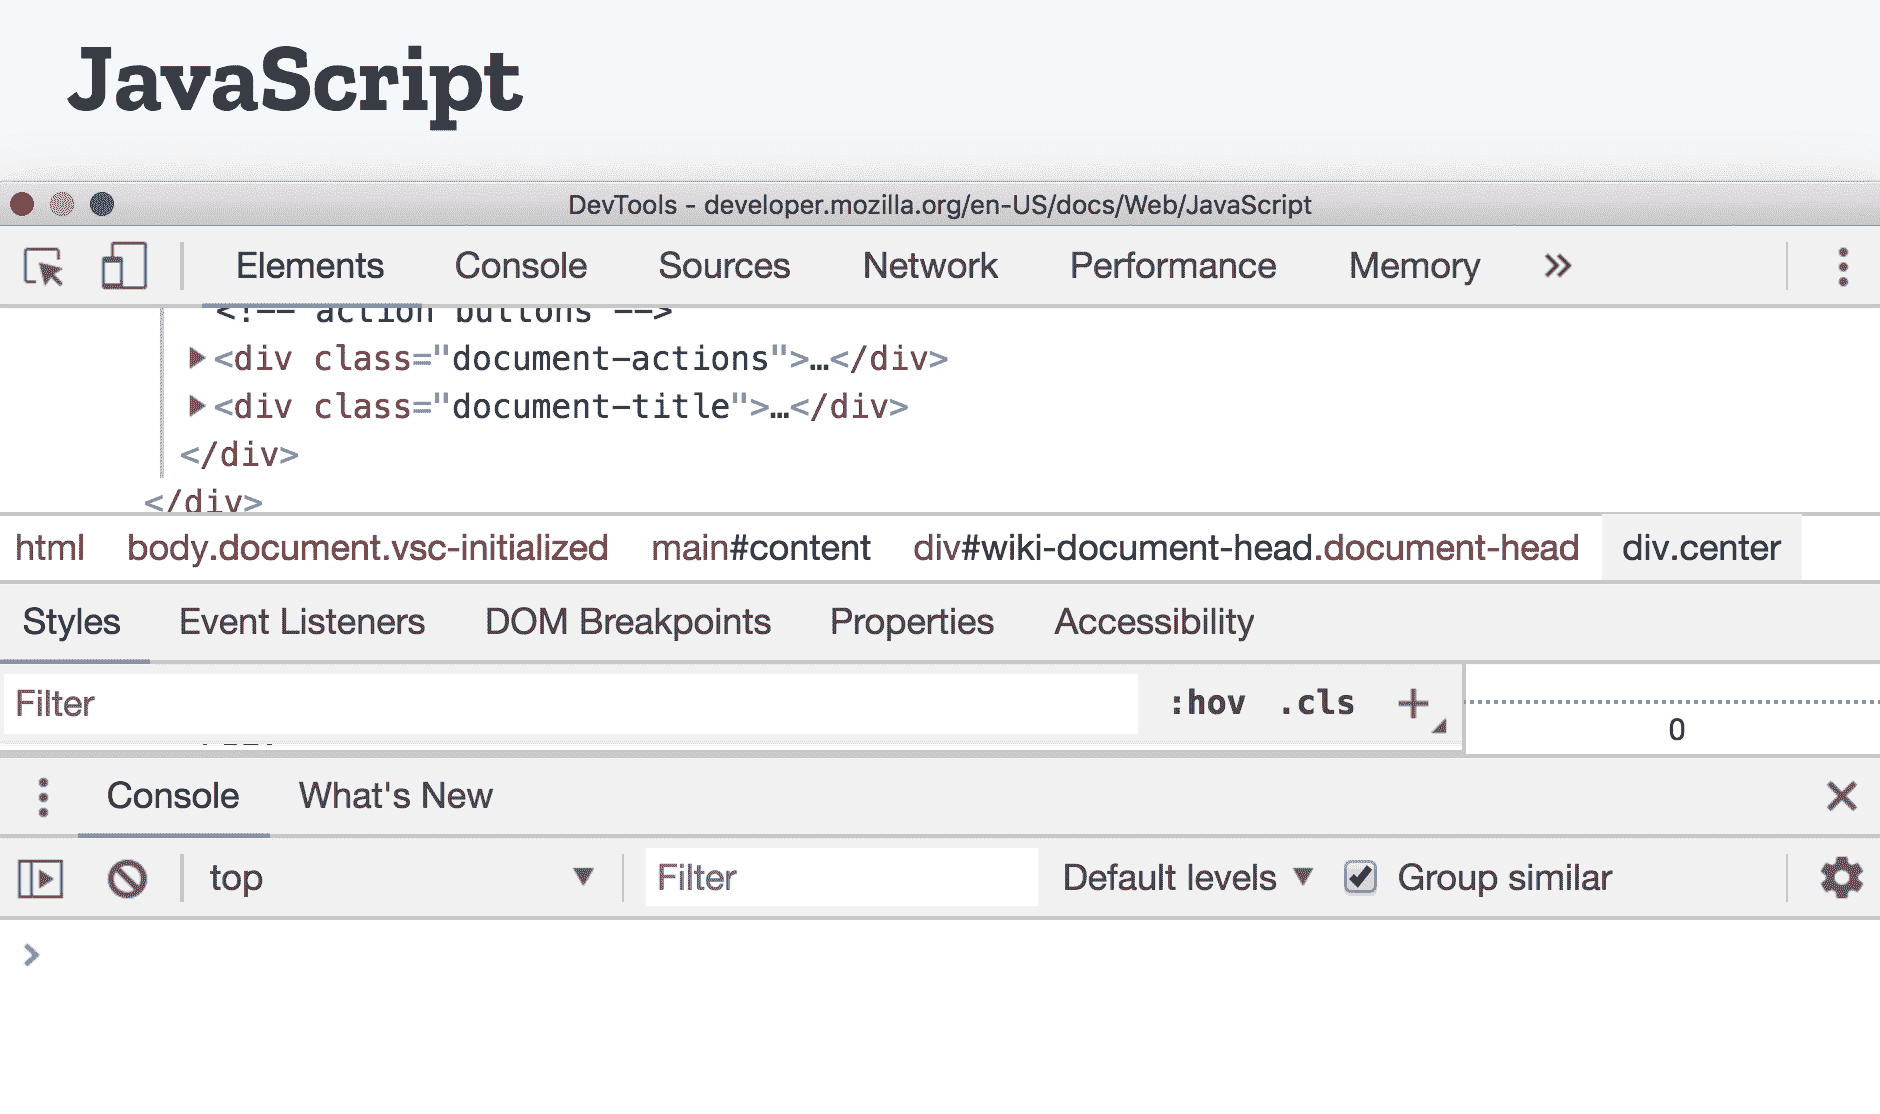 JavaScript
DevTools - developer.mozilla.org/en-US/docs/Web/JavaScript
Elements Console Sources Network Performance Memory »
<!-- action buttons -->
▶<div class="document-actions">…</div>
▶<div class="document-title">…</div>
</div>
</div>
html body.document.vsc-initialized main#content div#wiki-document-head.document-head div.center
Styles Event Listeners DOM Breakpoints Properties Accessibility
Filter :hov .cls +
0
Console What's New
top ▼ Filter Default levels ▼ Group similar
>